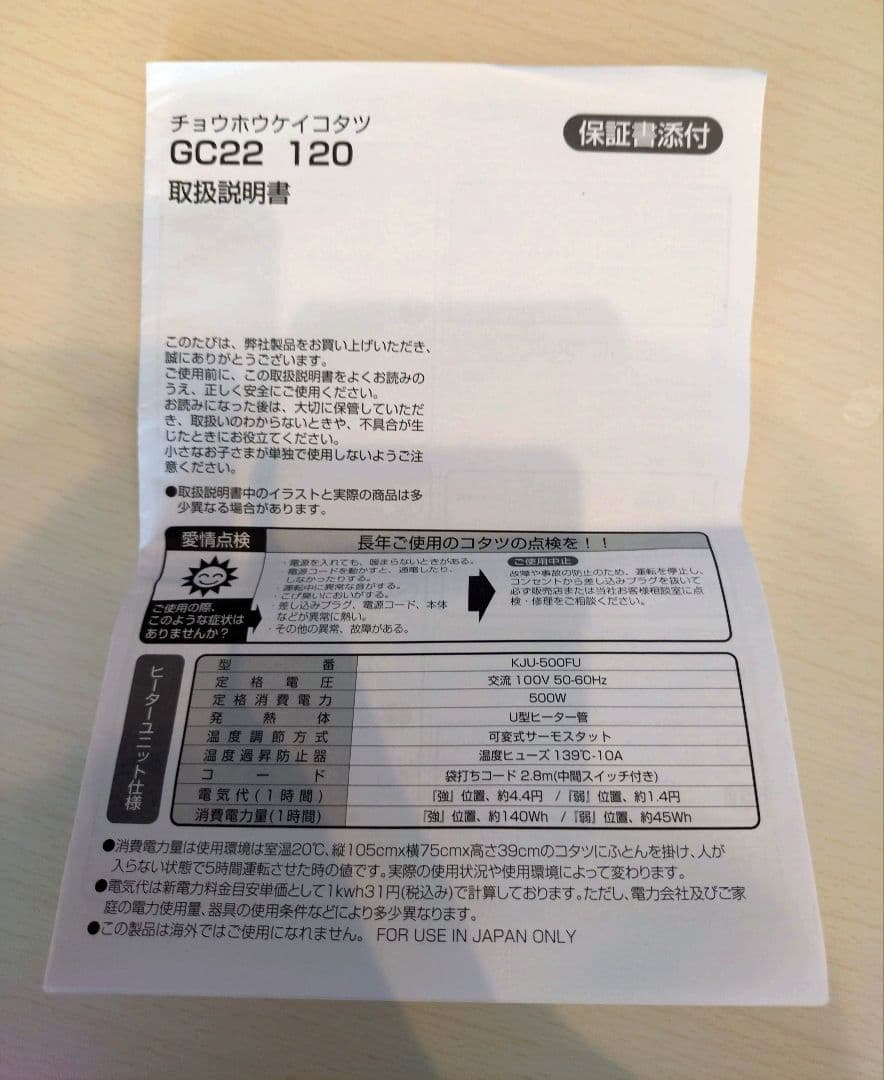 チョウホウケイコタツ
GC22 120
取扱説明書
保証書添付
このたびは、弊社製品をお買い上げいただき、
誠にありがとうございます。
ご使用前に、この取扱説明書をよくお読みの
うえ、正しく安全にご使用ください。
お読みになった後は、大切に保管していただ
き、取扱いのわからないときや、不具合が生
じたときにお役立てください。
小さなお子さまが単独で使用しないようご注
意ください。
●取扱説明書中のイラストと実際の商品は多
少異なる場合があります。
愛情点検
長年ご使用のコタツの点検を！！
ご使用の際、
このような症状は
ありませんか？
・電源を入れても、暖まらないときがある。
・電源コードを動かすと、通電したり、
しなかったりする。
・運転中に異常な音がする。
・こげ臭いにおいがする。
・差し込みプラグ、電源コード、本体
などが異常に熱い。
・その他の異常、故障がある。
ご使用中止
故障や事故の防止のため、運転を停止し、
コンセントから差し込みプラグを抜いて
必ず販売店または当社お客様相談室に点
検・修理をご相談ください。
ヒーターユニット仕様
型番 KJU-500FU
定格電圧 交流 100V 50-60Hz
定格消費電力 500W
発熱体 U型ヒーター管
温度調節方式 可変式サーモスタット
温度過昇防止器 温度ヒューズ 139℃-10A
コード 袋打ちコード 2.8m(中間スイッチ付き)
電気代(1時間) 『強』位置、約4.4円 /『弱』位置、約1.4円
消費電力量(1時間) 『強』位置、約140Wh /『弱』位置、約45Wh
●消費電力量は使用環境は室温20℃、縦105cmx横75cmx高さ39cmのコタツにふとんを掛け、人が
入らない状態で5時間運転させた時の値です。実際の使用状況や使用環境によって変わります。
●電気代は新電力料金目安単価として1kwh31円(税込み)で計算しております。ただし、電力会社及びご家
庭の電力使用量、器具の使用条件などにより多少異なります。
●この製品は海外ではご使用になれません。 FOR USE IN JAPAN ONLY